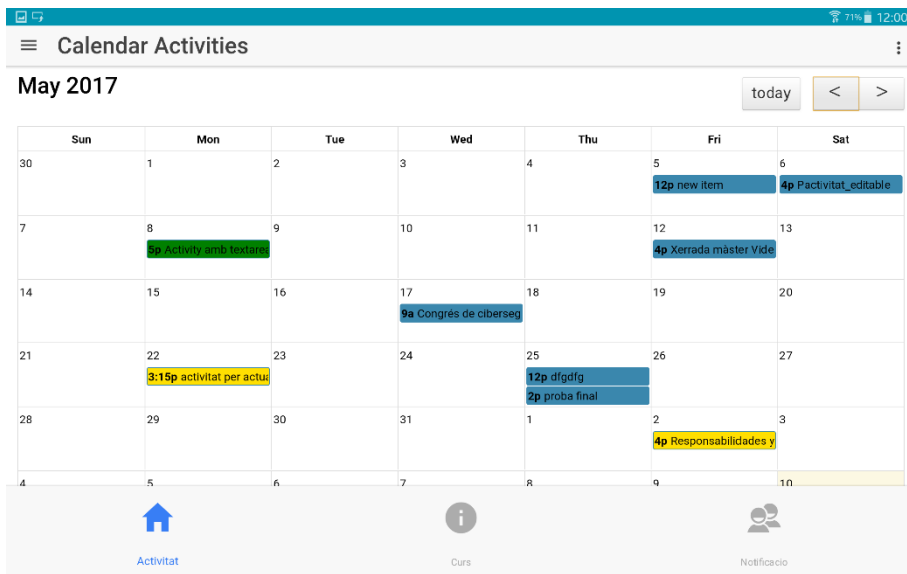 71% 12:00
Calendar Activities
May 2017
today < >
Sun Mon Tue Wed Thu Fri Sat
30 1 2 3 4 5 6
12p new item 4p Pactivitat_editable
7 8 9 10 11 12 13
5p Activity amb textarea 4p Xerrada màster Vide
14 15 16 17 18 19 20
9a Congrés de ciberseg
21 22 23 24 25 26 27
3:15p activitat per actua 12p dfgdfg
2p proba final
28 29 30 31 1 2 3
4p Responsabilidades y
4 5 6 7 8 9 10
Activitat Curs Notificacio